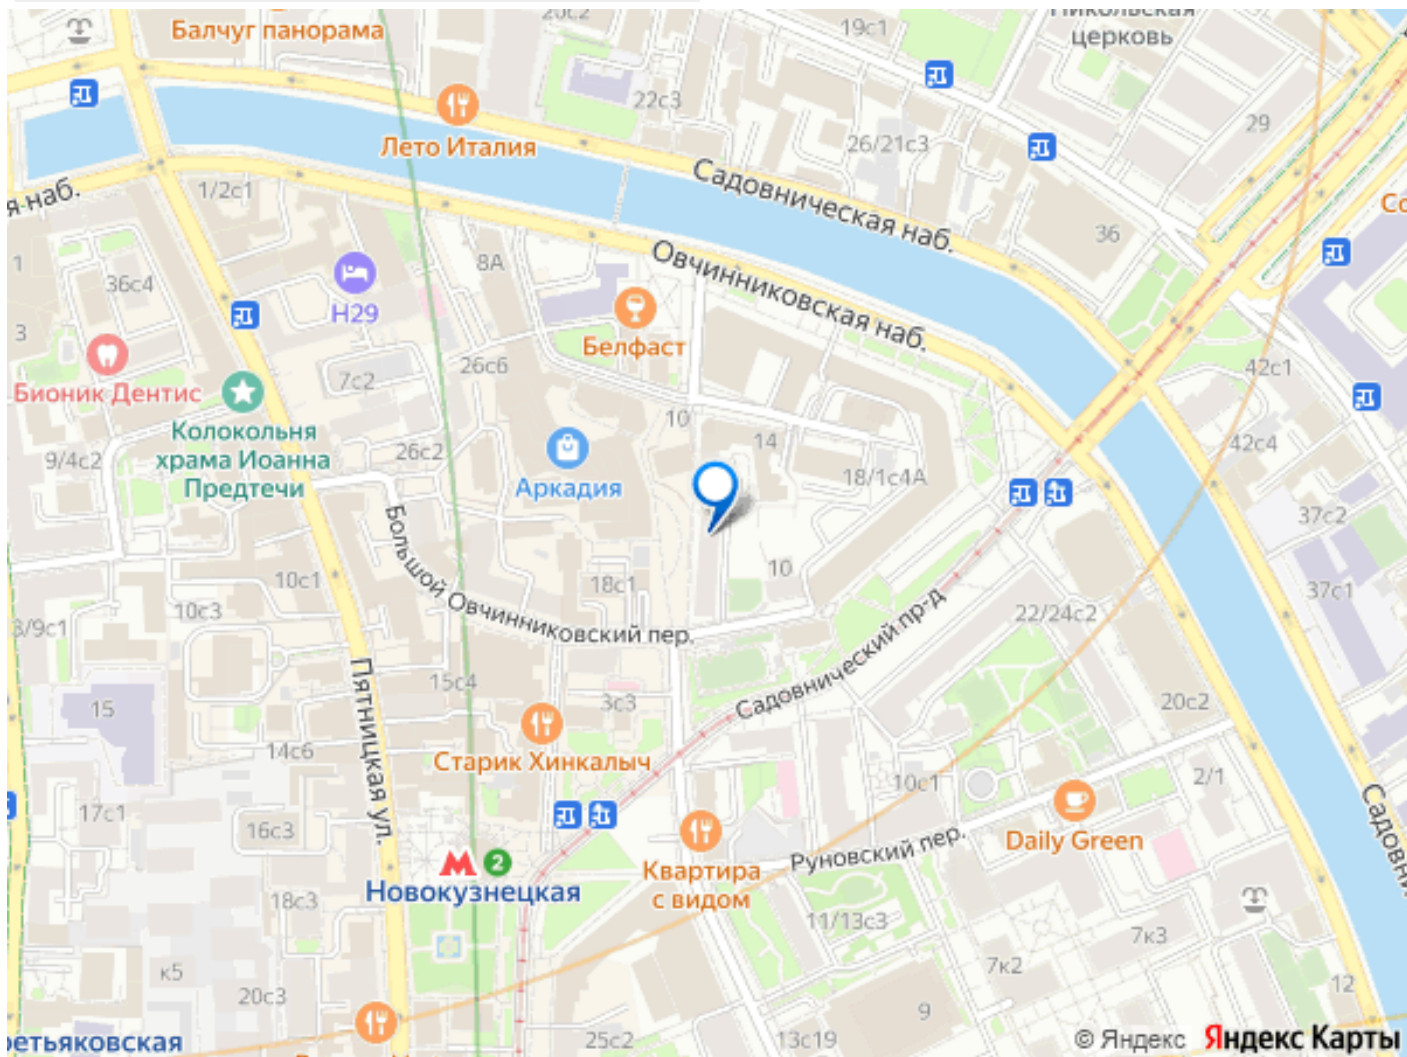 Балчуг панорама
20с2
19с1
Никольская
церковь
22с3
Лето Италия
26/21с3
29
1/2с1
я наб.
Садовническая наб.
36
8А
Овчинниковская наб.
1
36с4
Н29
3
Белфаст
Бионик Дентис
7с2
26с6
42с1
10
14
Колокольня
храма Иоанна
Предтечи
9/4с2
26с2
Аркадия
18/1с4А
42с4
37с2
Большой Овчинниковский пер.
10с1
18с1
10
37с1
10с3
22/24с2
3/9с1
Садовнический пр-д
Пятницкая ул.
15с4
15
3с3
20с2
14с6
Старик Хинкалыч
10с1
2/1
17с1
16с3
Daily Green
Руновский пер.
2
Новокузнецкая
Квартира
с видом
18с3
11/13с3
7к3
к5
7к2
20с3
9
12
25с2
13с19
© Яндекс Яндекс Карты